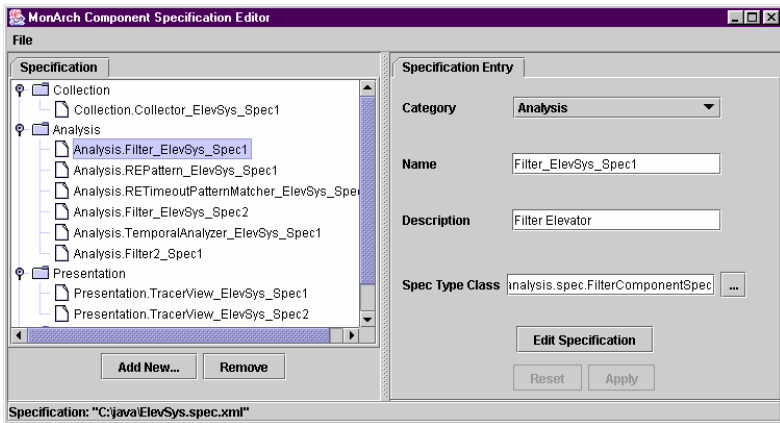 MonArch Component Specification Editor
File
Specification
Collection
Collection.Collector_ElevSys_Spec1
Analysis
Analysis.Filter_ElevSys_Spec1
Analysis.REPattern_ElevSys_Spec1
Analysis.RETimeoutPatternMatcher_ElevSys_Spe
Analysis.Filter_ElevSys_Spec2
Analysis.TemporalAnalyzer_ElevSys_Spec1
Analysis.Filter2_Spec1
Presentation
Presentation.TracerView_ElevSys_Spec1
Presentation.TracerView_ElevSys_Spec2
Add New...
Remove
Specification Entry
Category
Analysis
Name
Filter_ElevSys_Spec1
Description
Filter Elevator
Spec Type Class
analysis.spec.FilterComponentSpec
...
Edit Specification
Reset
Apply
Specification: "C:\java\ElevSys.spec.xml"